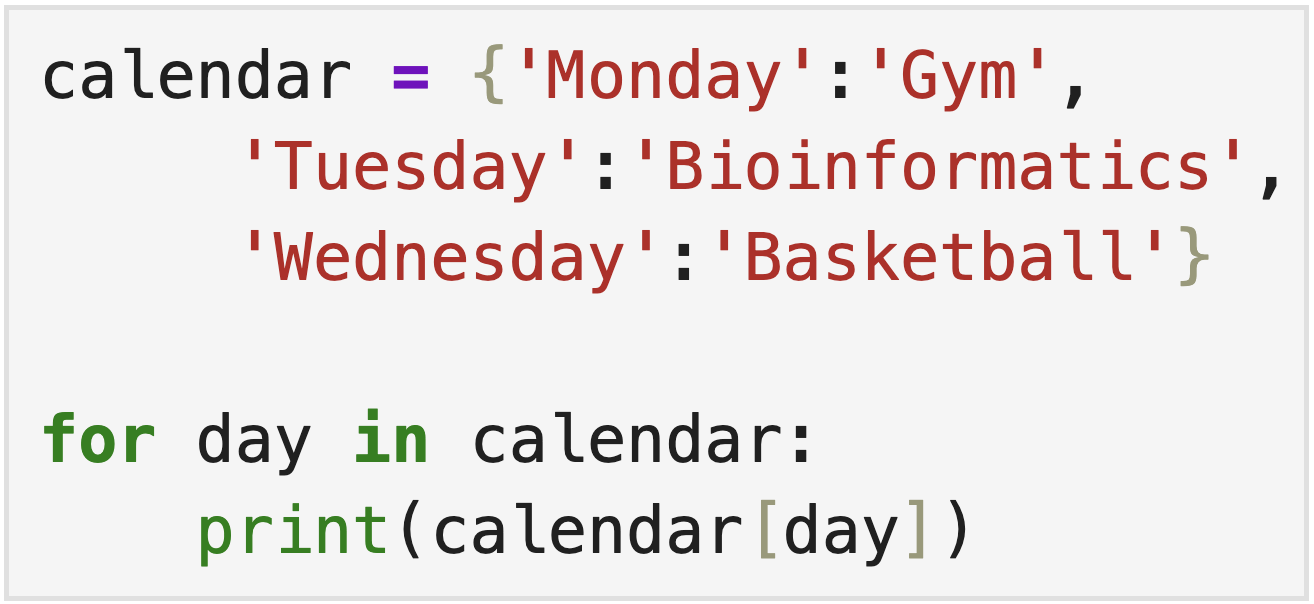 calendar = {'Monday':'Gym',
     'Tuesday':'Bioinformatics',
     'Wednesday':'Basketball'}

for day in calendar:
    print(calendar[day])